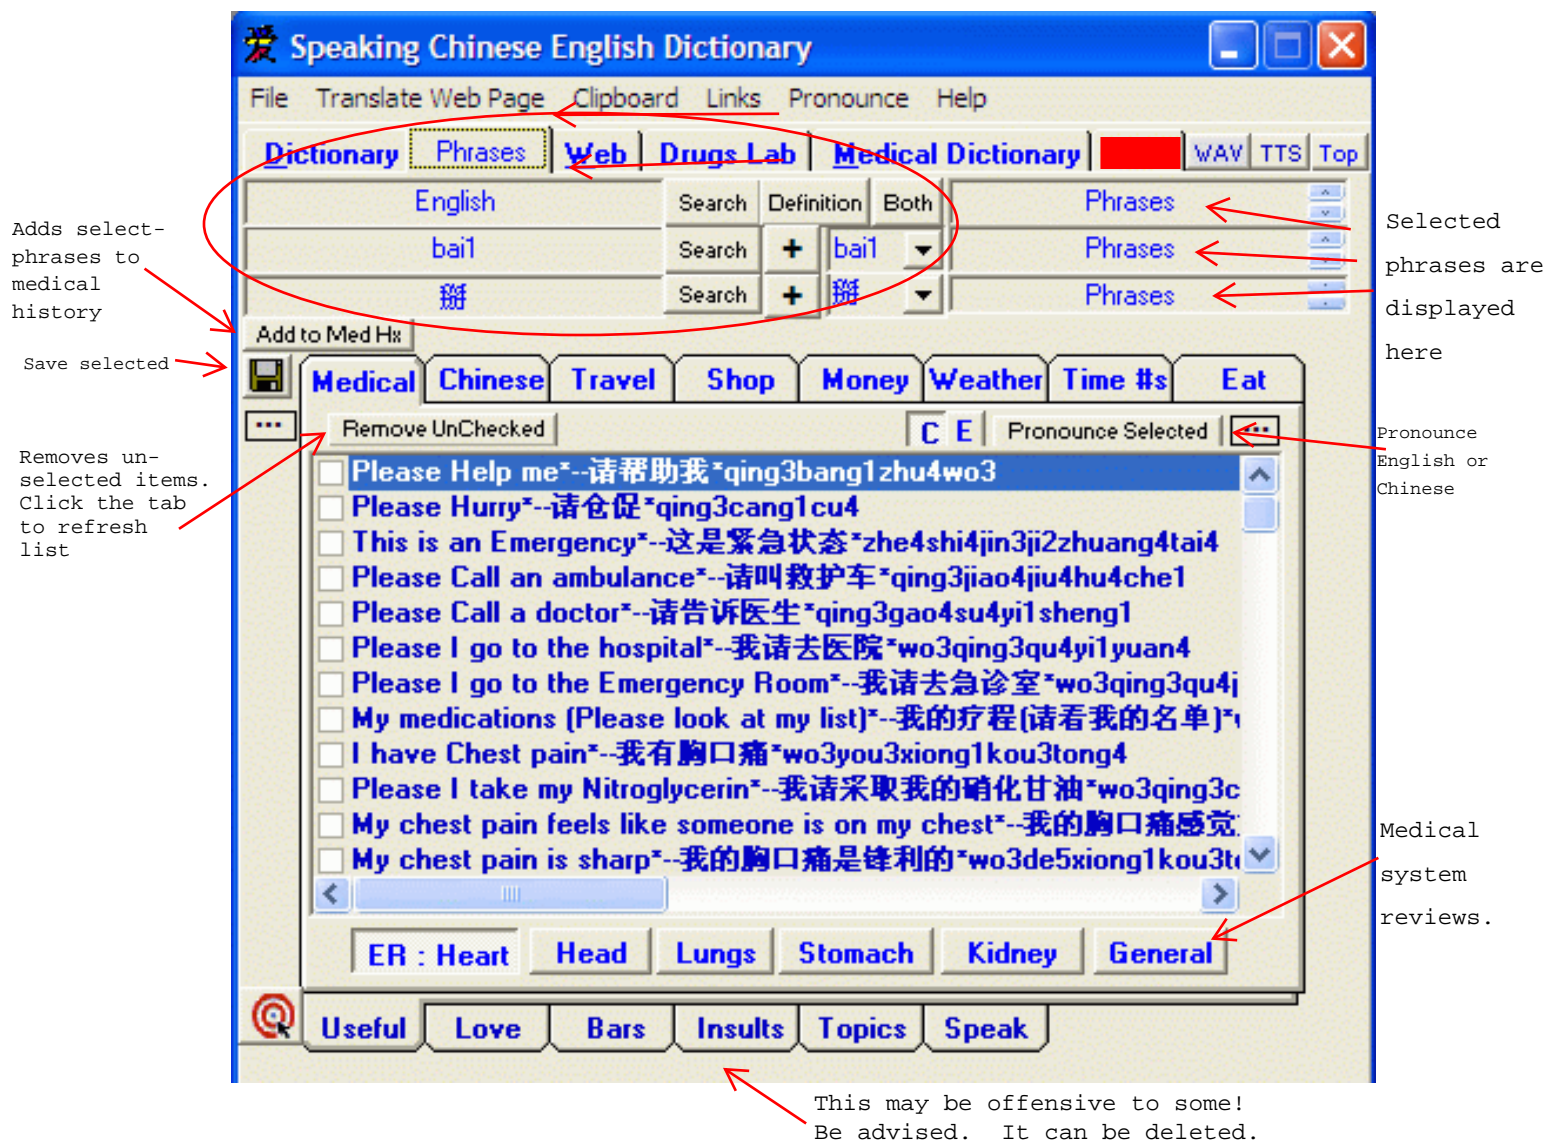 Speaking Chinese English Dictionary
File Translate Web Page Clipboard Links Pronounce Help
Dictionary Phrases Web Drugs Lab Medical Dictionary WAV TTS Top
English Search Definition Both Phrases
bai1 Search + bai1 Phrases
掰 Search + 掰 Phrases
Adds select-
phrases to
medical
history
Selected
phrases are
displayed
here
Add to Med Hx
Save selected
Medical Chinese Travel Shop Money Weather Time #s Eat
... Remove UnChecked C E Pronounce Selected ...
Removes un-
selected items.
Click the tab
to refresh
list
Pronounce
English or
Chinese
Please Help me*--请帮助我*qing3bang1zhu4wo3
Please Hurry*--请仓促*qing3cang1cu4
This is an Emergency*--这是紧急状态*zhe4shi4jin3ji2zhuang4tai4
Please Call an ambulance*--请叫救护车*qing3jiao4jiu4hu4che1
Please Call a doctor*--请告诉医生*qing3gao4su4yi1sheng1
Please I go to the hospital*--我请去医院*wo3qing3qu4yi1yuan4
Please I go to the Emergency Room*--我请去急诊室*wo3qing3qu4j
My medications (Please look at my list)*--我的疗程(请看我的名单)*
I have Chest pain*--我有胸口痛*wo3you3xiong1kou3tong4
Please I take my Nitroglycerin*--我请采取我的硝化甘油*wo3qing3c
My chest pain feels like someone is on my chest*--我的胸口痛感觉
My chest pain is sharp*--我的胸口痛是锋利的*wo3de5xiong1kou3t
Medical
system
reviews.
ER : Heart Head Lungs Stomach Kidney General
Useful Love Bars Insults Topics Speak
This may be offensive to some!
Be advised.  It can be deleted.